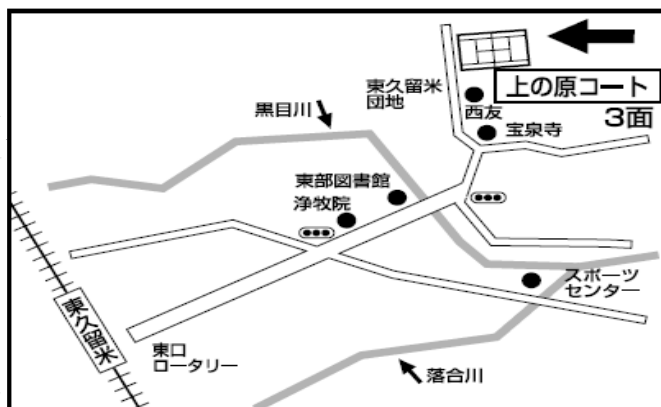 上の原コート
3面
東久留米
団地
西友
宝泉寺
黒目川
東部図書館
浄牧院
スポーツ
センター
東久留米
東口
ロータリー
落合川